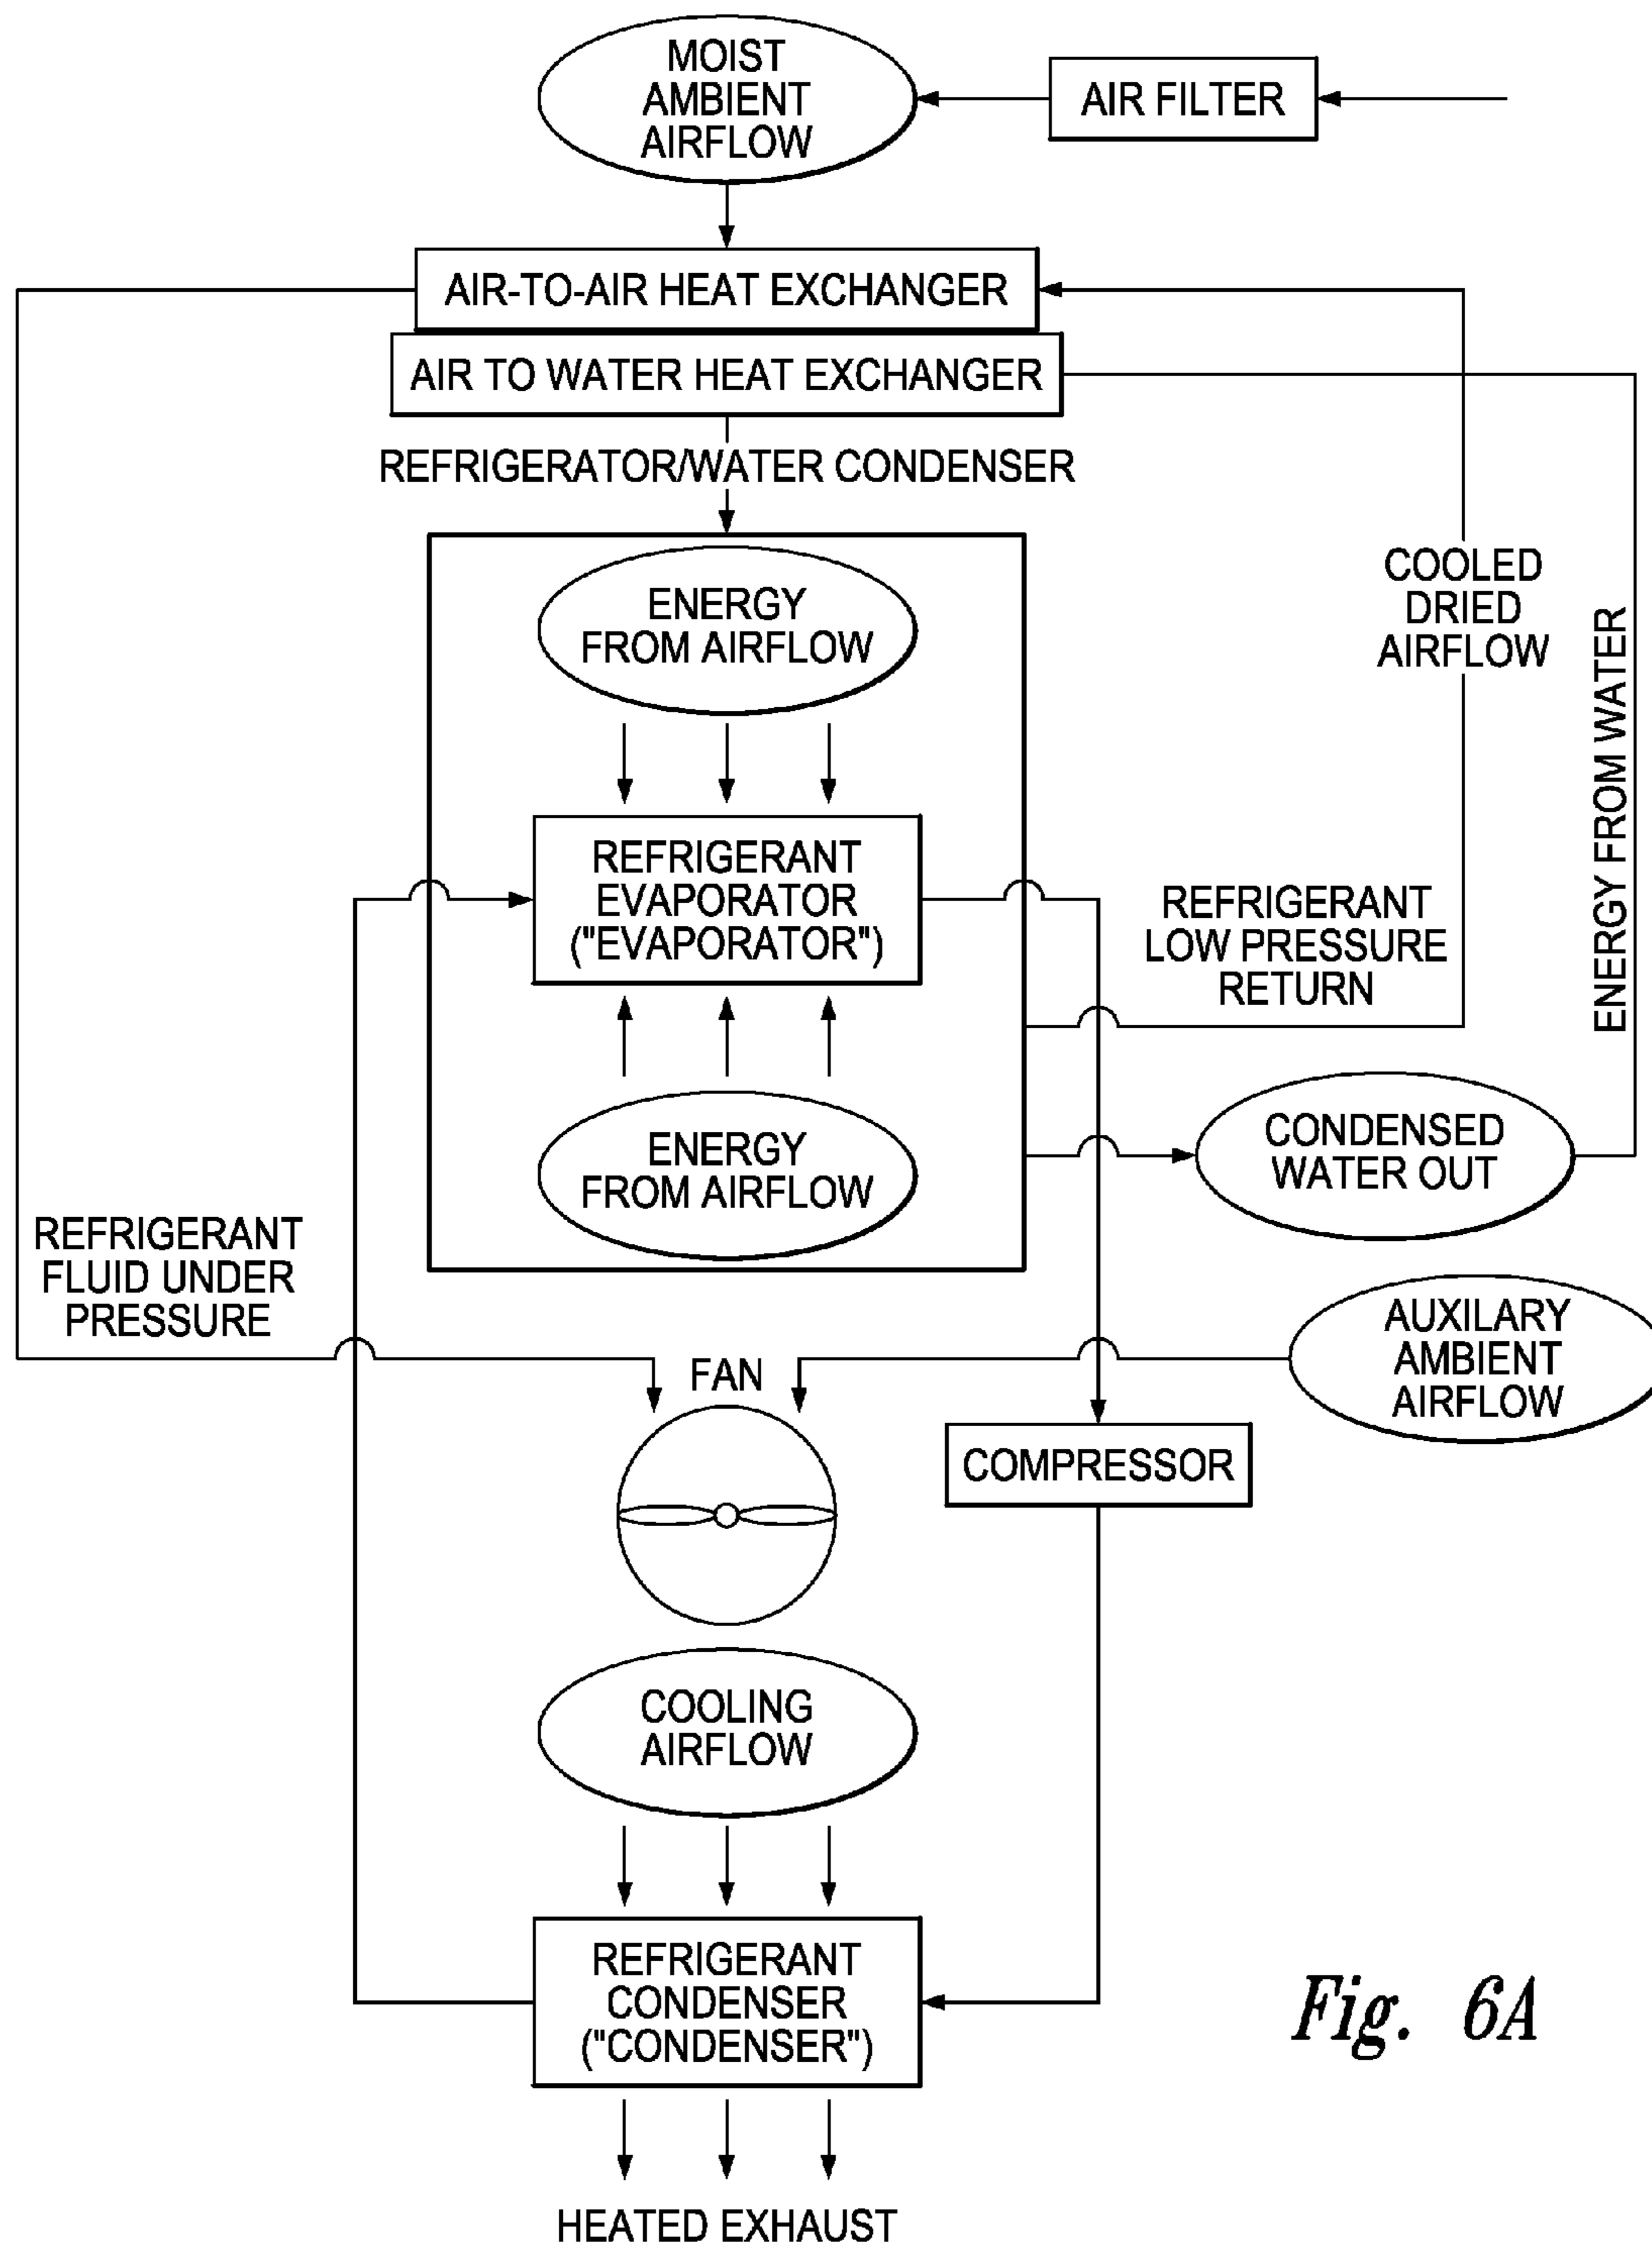 MOIST
AMBIENT
AIRFLOW
AIR FILTER
AIR-TO-AIR HEAT EXCHANGER
AIR TO WATER HEAT EXCHANGER
REFRIGERATOR/WATER CONDENSER
ENERGY
FROM AIRFLOW
COOLED
DRIED
AIRFLOW
ENERGY FROM WATER
REFRIGERANT
EVAPORATOR
("EVAPORATOR")
REFRIGERANT
LOW PRESSURE
RETURN
ENERGY
FROM AIRFLOW
CONDENSED
WATER OUT
REFRIGERANT
FLUID UNDER
PRESSURE
AUXILARY
AMBIENT
AIRFLOW
FAN
COMPRESSOR
COOLING
AIRFLOW
REFRIGERANT
CONDENSER
("CONDENSER")
Fig. 6A
HEATED EXHAUST